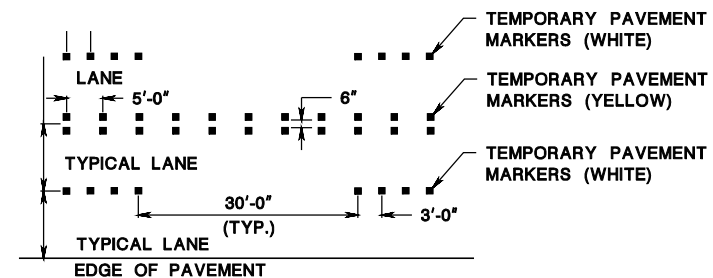 TEMPORARY PAVEMENT
MARKERS (WHITE)
LANE
5'-0"
6"
TEMPORARY PAVEMENT
MARKERS (YELLOW)
TYPICAL LANE
TEMPORARY PAVEMENT
MARKERS (WHITE)
30'-0"
(TYP.)
3'-0"
TYPICAL LANE
EDGE OF PAVEMENT